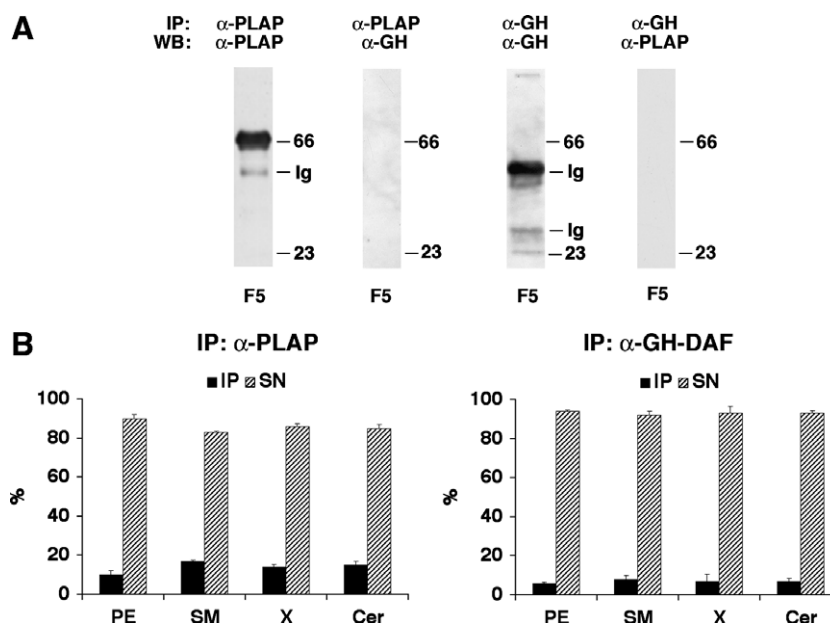 A
IP: α-PLAP α-PLAP α-GH α-GH
WB: α-PLAP α-GH α-GH α-PLAP
66 66 66 66
Ig Ig
Ig
23 23 23 23
F5 F5 F5 F5
B
IP: α-PLAP IP: α-GH-DAF
IP SN IP SN
100 100
80 80
60 60
% %
40 40
20 20
0 0
PE SM X Cer PE SM X Cer